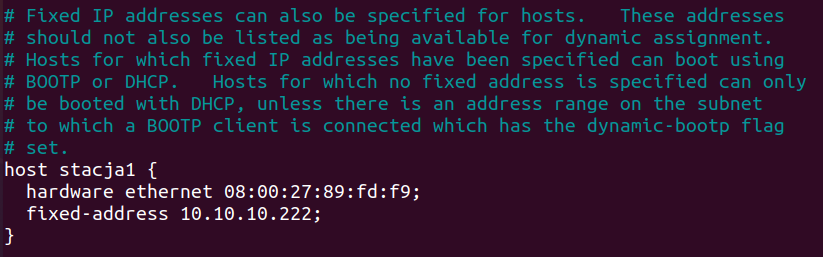 # Fixed IP addresses can also be specified for hosts.   These addresses
# should not also be listed as being available for dynamic assignment.
# Hosts for which fixed IP addresses have been specified can boot using
# BOOTP or DHCP.   Hosts for which no fixed address is specified can only
# be booted with DHCP, unless there is an address range on the subnet
# to which a BOOTP client is connected which has the dynamic-bootp flag
# set.
host stacja1 {
  hardware ethernet 08:00:27:89:fd:f9;
  fixed-address 10.10.10.222;
}